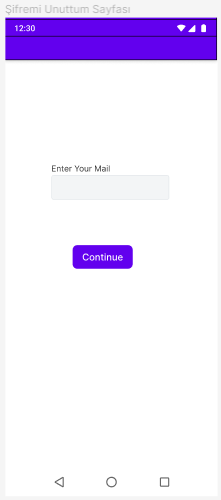 Şifremi Unuttum Sayfası
12:30
Enter Your Mail
Continue